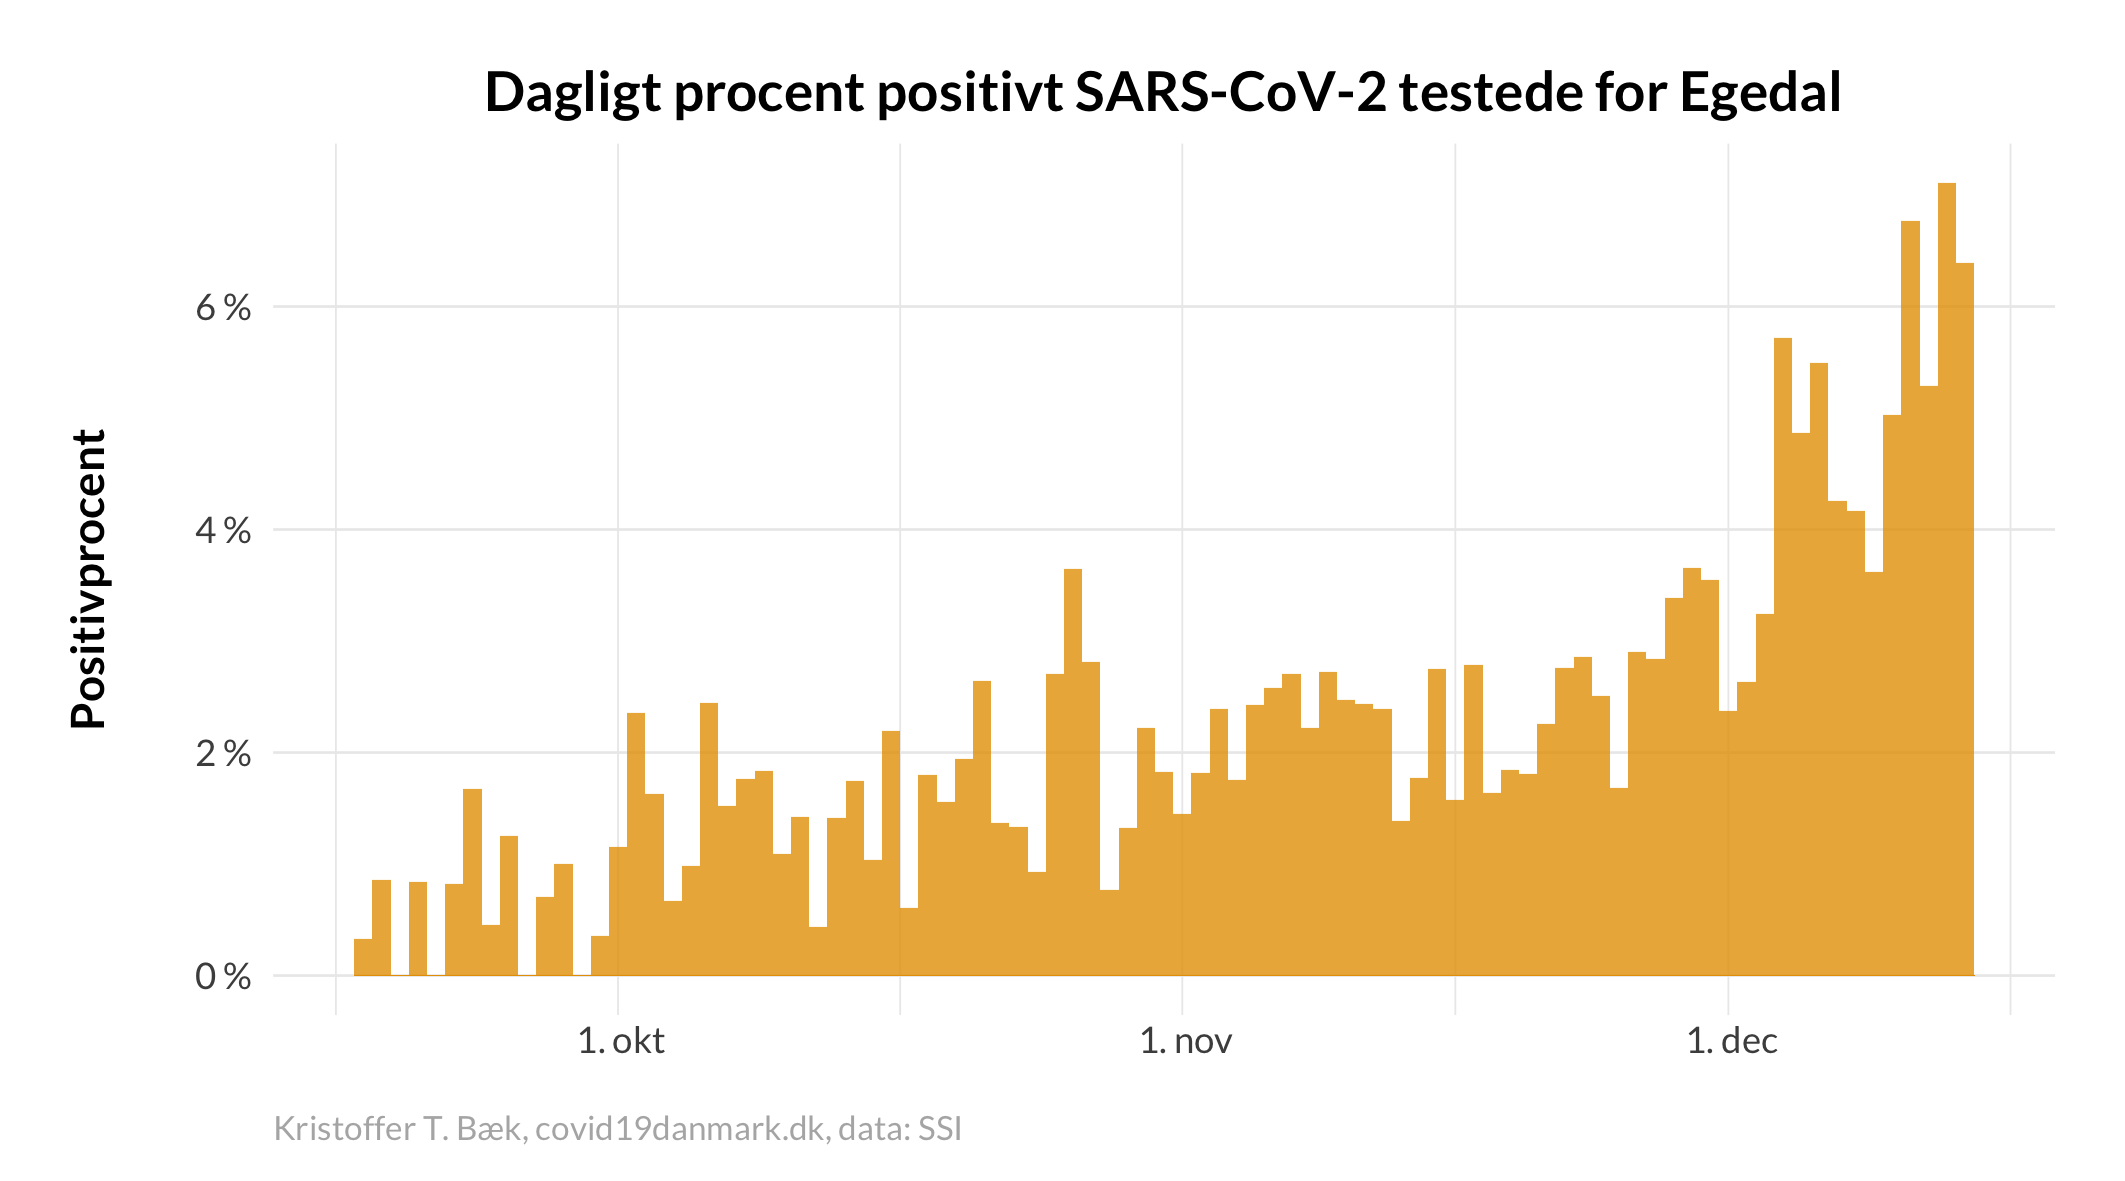 Dagligt procent positivt SARS-CoV-2 testede for Egedal
Positivprocent
6 %
4 %
2 %
0 %
1. okt
1. nov
1. dec
Kristoffer T. Bæk, covid19danmark.dk, data: SSI